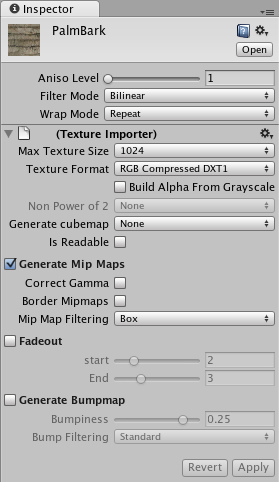 Inspector
PalmBark
Open
Aniso Level 1
Filter Mode Bilinear
Wrap Mode Repeat
(Texture Importer)
Max Texture Size 1024
Texture Format RGB Compressed DXT1
Build Alpha From Grayscale
Non Power of 2 None
Generate cubemap None
Is Readable
Generate Mip Maps
Correct Gamma
Border Mipmaps
Mip Map Filtering Box
Fadeout
start 2
End 3
Generate Bumpmap
Bumpiness 0.25
Bump Filtering Standard
Revert Apply